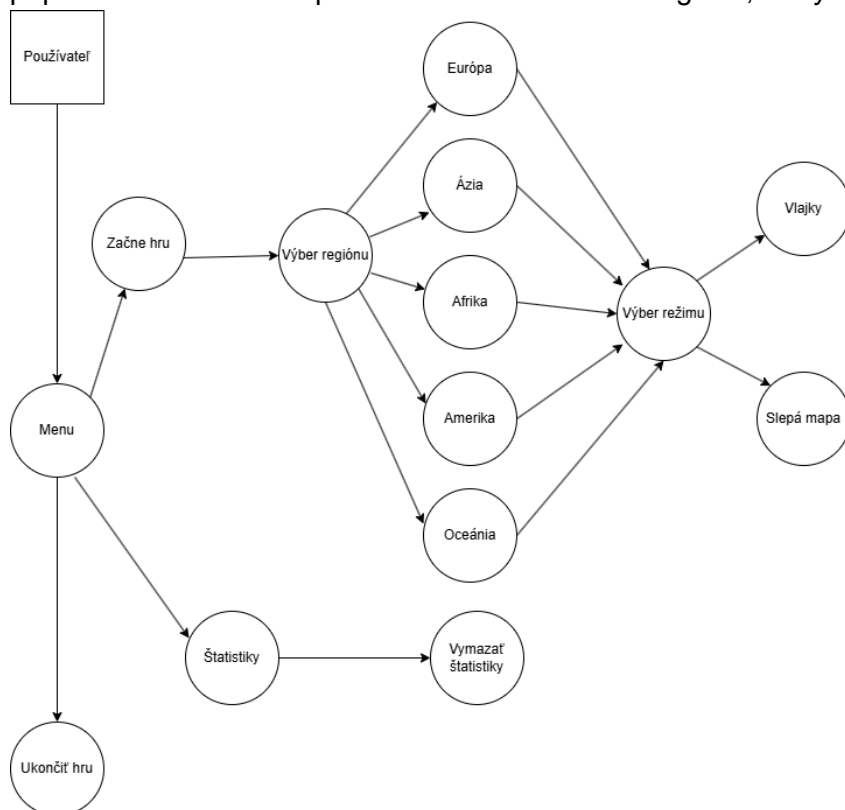 Používateľ
Európa
Ázia
Vlajky
Začne hru
Výber regiónu
Afrika
Výber režimu
Menu
Amerika
Slepá mapa
Oceánia
Štatistiky
Vymazať
štatistiky
Ukončiť hru